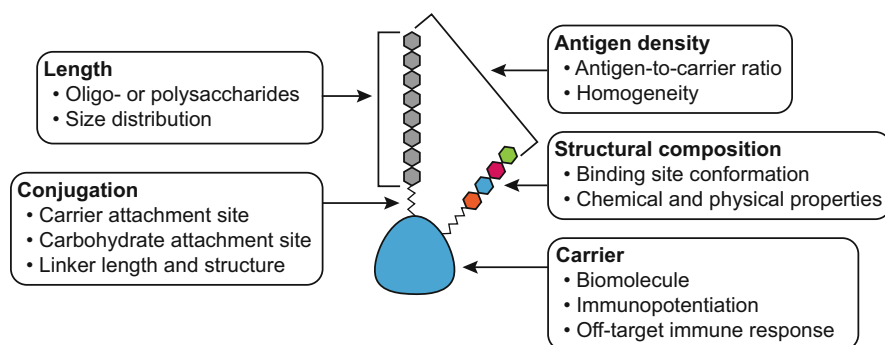 Length
• Oligo- or polysaccharides
• Size distribution
Conjugation
• Carrier attachment site
• Carbohydrate attachment site
• Linker length and structure
Antigen density
• Antigen-to-carrier ratio
• Homogeneity
Structural composition
• Binding site conformation
• Chemical and physical properties
Carrier
• Biomolecule
• Immunopotentiation
• Off-target immune response